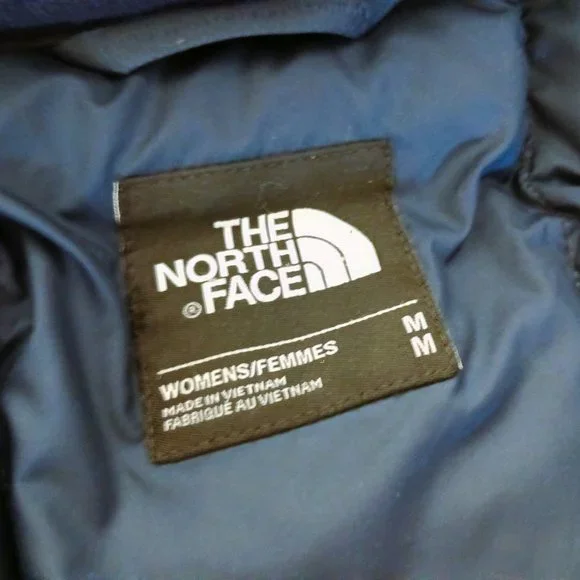 THE
NORTH
FACE
®
WOMENS/FEMMES M
MADE IN VIETNAM M
FABRIQUÉ AU VIETNAM